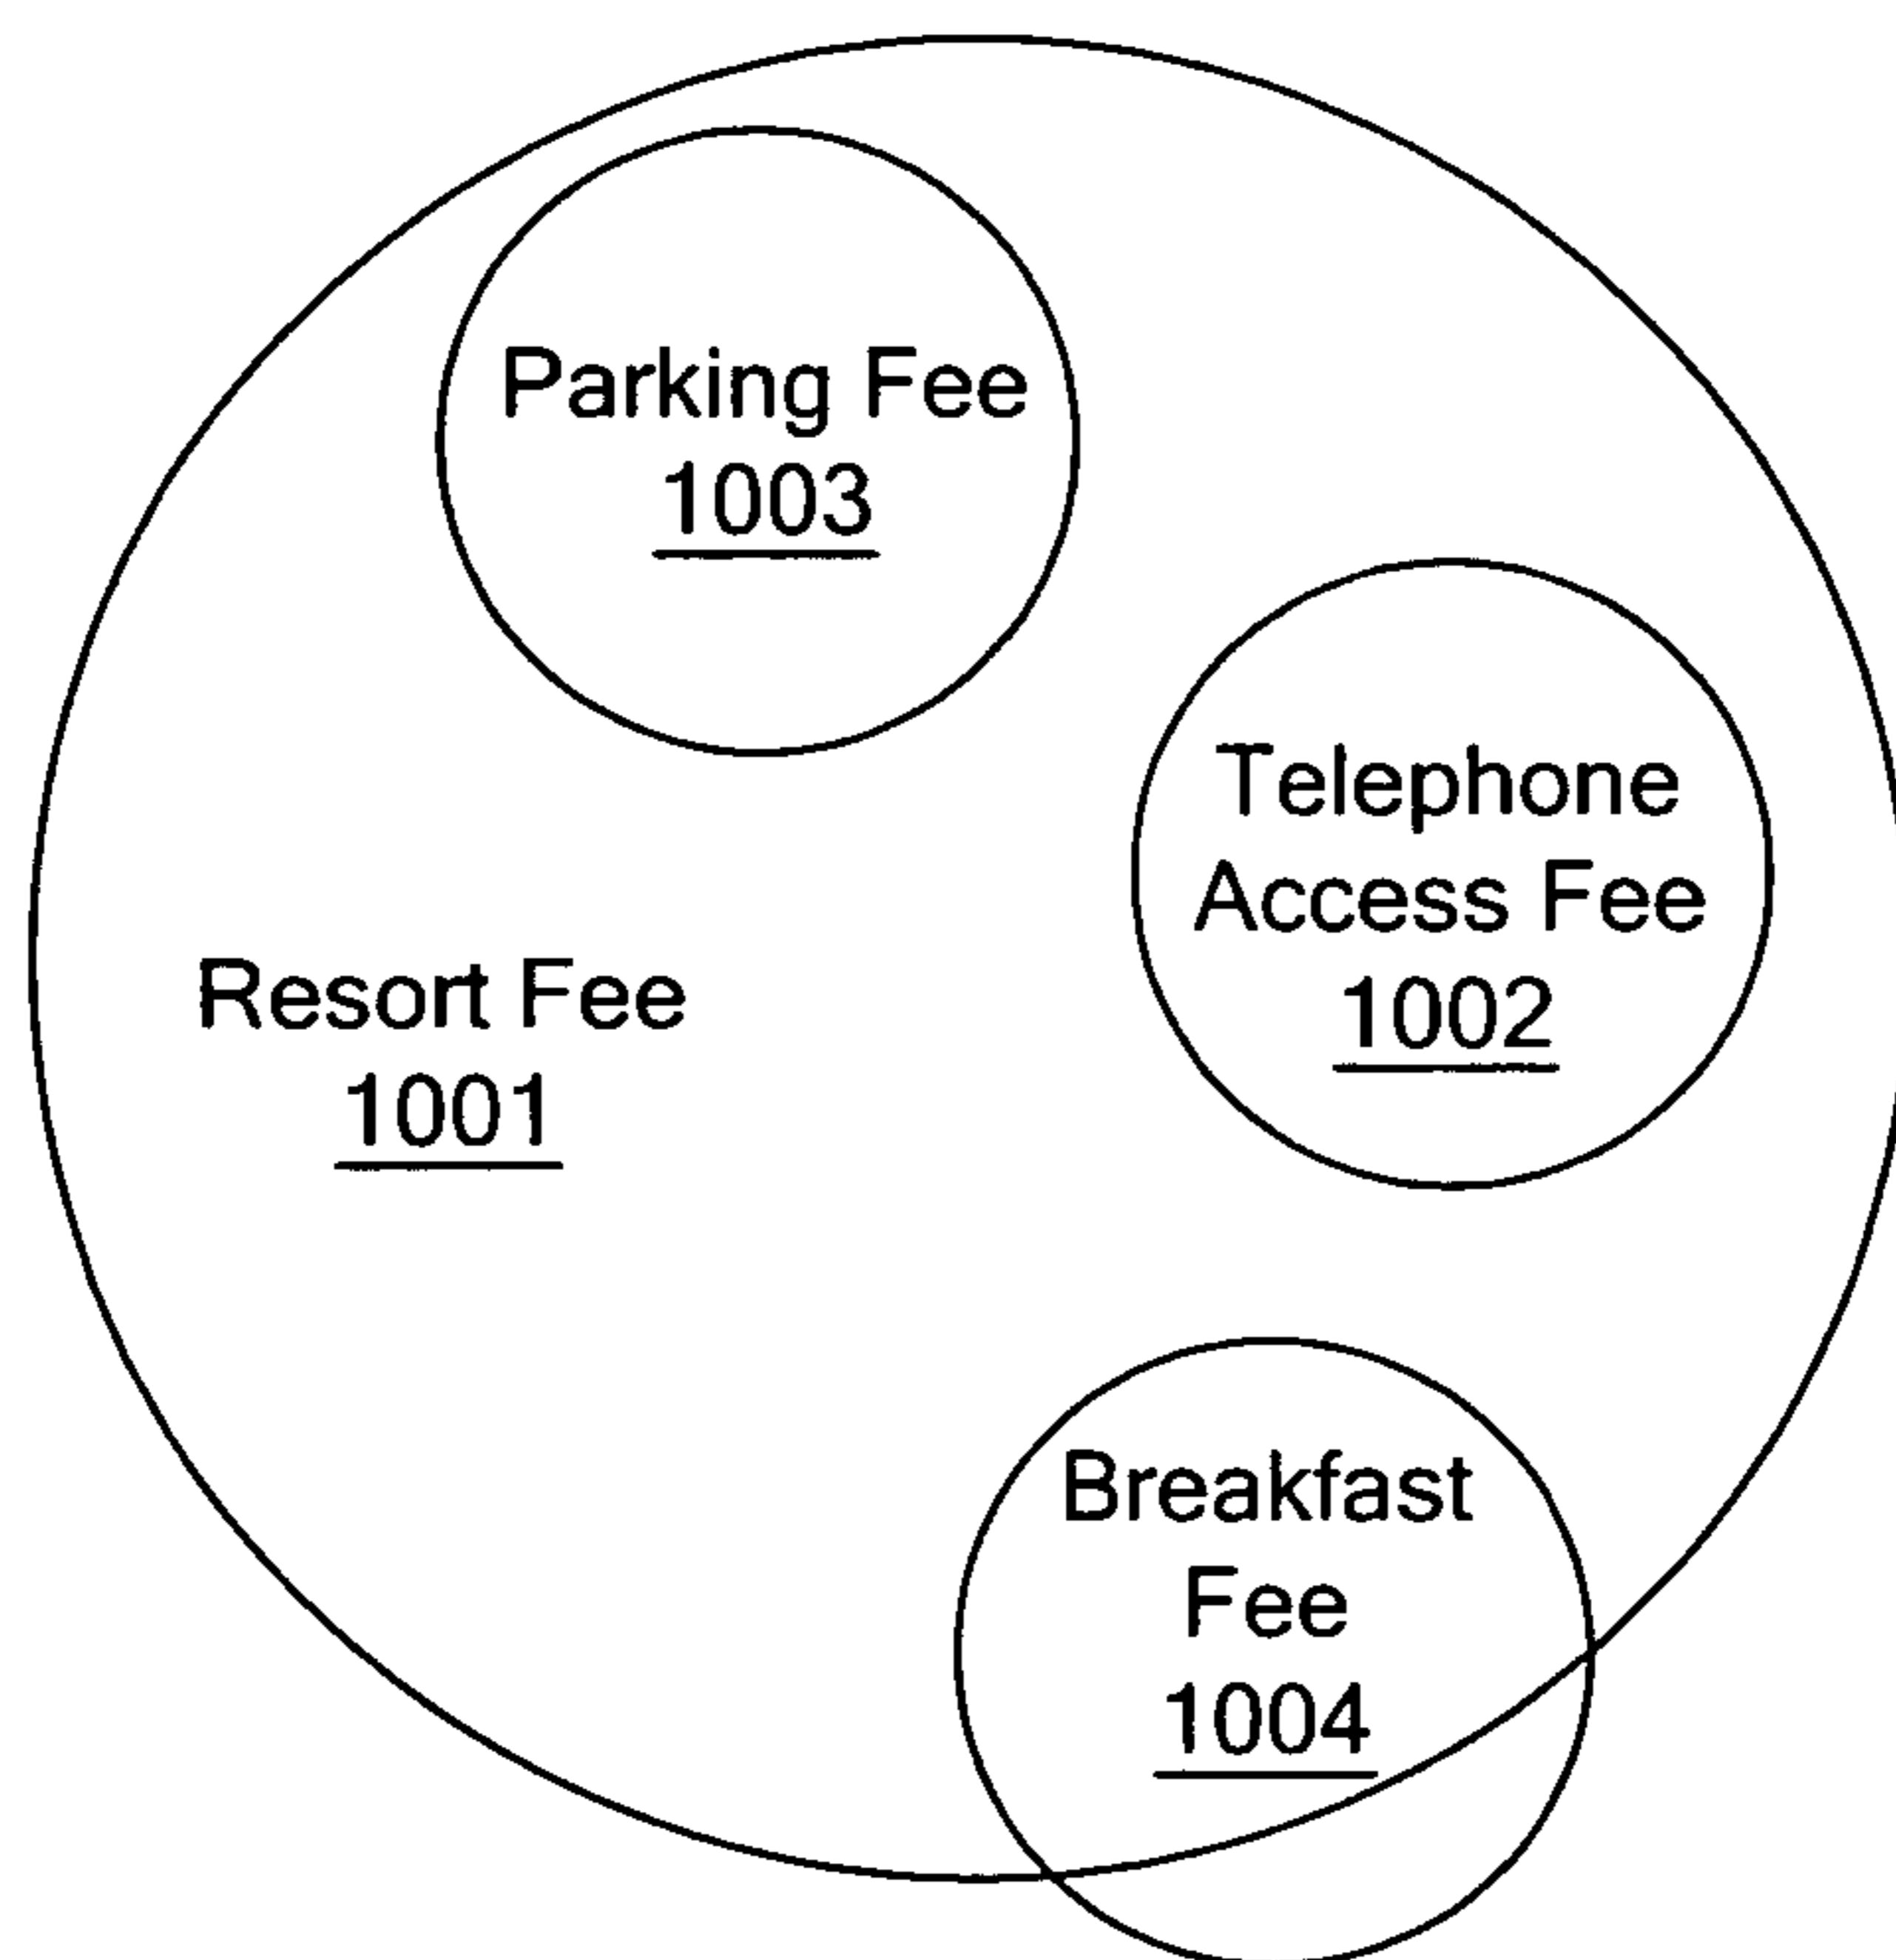 Parking Fee
1003
Telephone
Access Fee
1002
Resort Fee
1001
Breakfast
Fee
1004